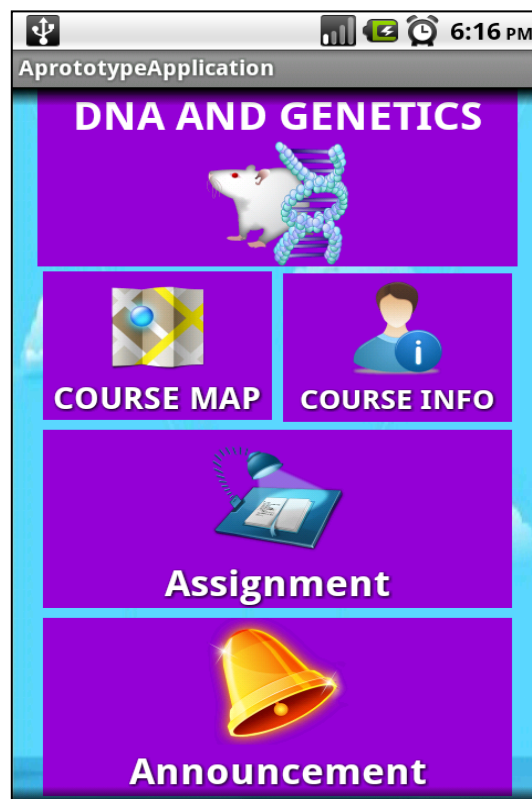 6:16 PM
AprototypeApplication
DNA AND GENETICS
COURSE MAP
COURSE INFO
Assignment
Announcement